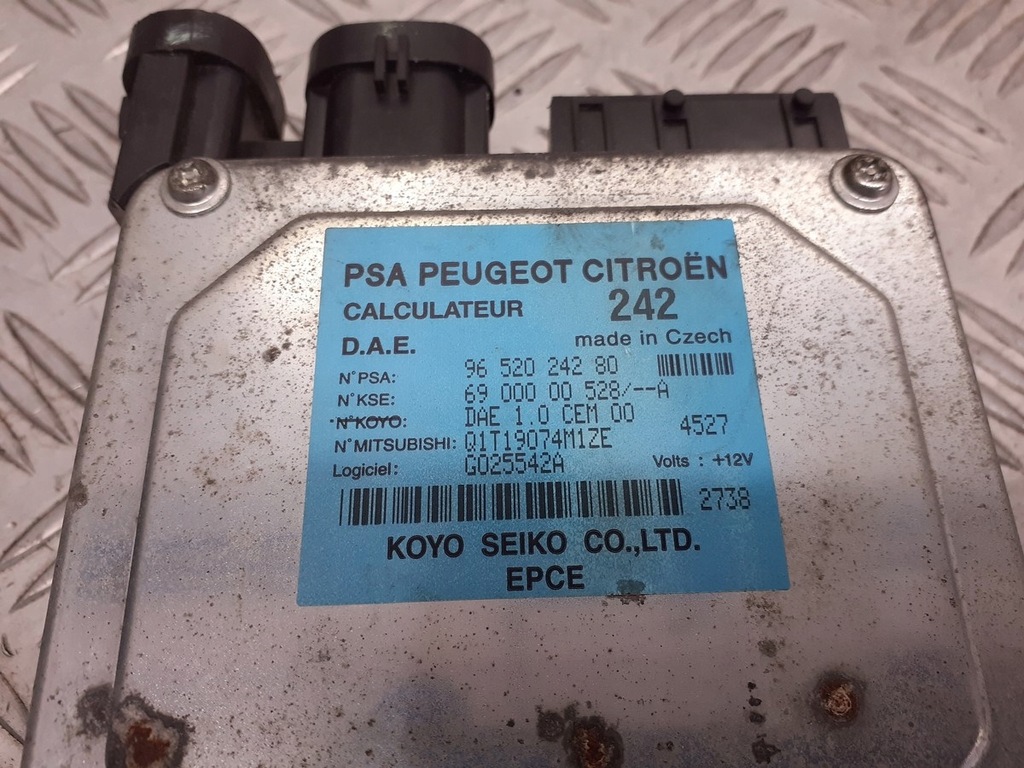 PSA PEUGEOT CITROËN
CALCULATEUR 242
D.A.E. made in Czech
N°PSA: 96 520 242 80
N°KSE: 69 000 00 528/--A
N°KOYO: DAE 1.0 CEM 00 4527
N°MITSUBISHI: Q1T19074M1ZE
Logiciel: G025542A Volts : +12V
2738
KOYO SEIKO CO.,LTD.
EPCE